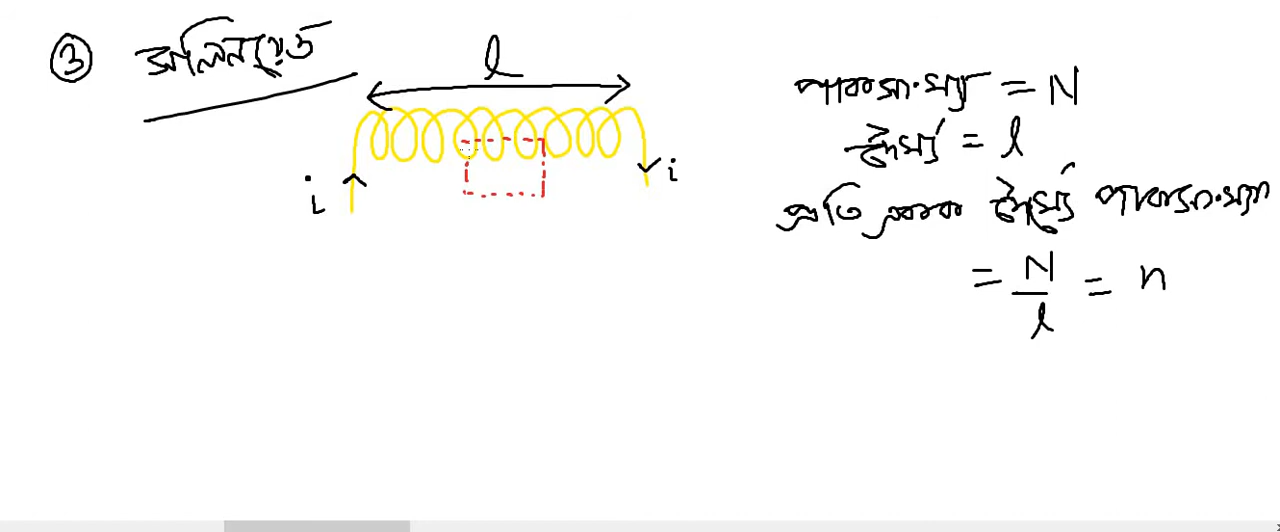 ③ সলিনয়েড
l
i
i
পাকসংখ্যা = N
দৈর্ঘ্য = l
প্রতি একক দৈর্ঘ্যে পাকসংখ্যা
= N/l = n